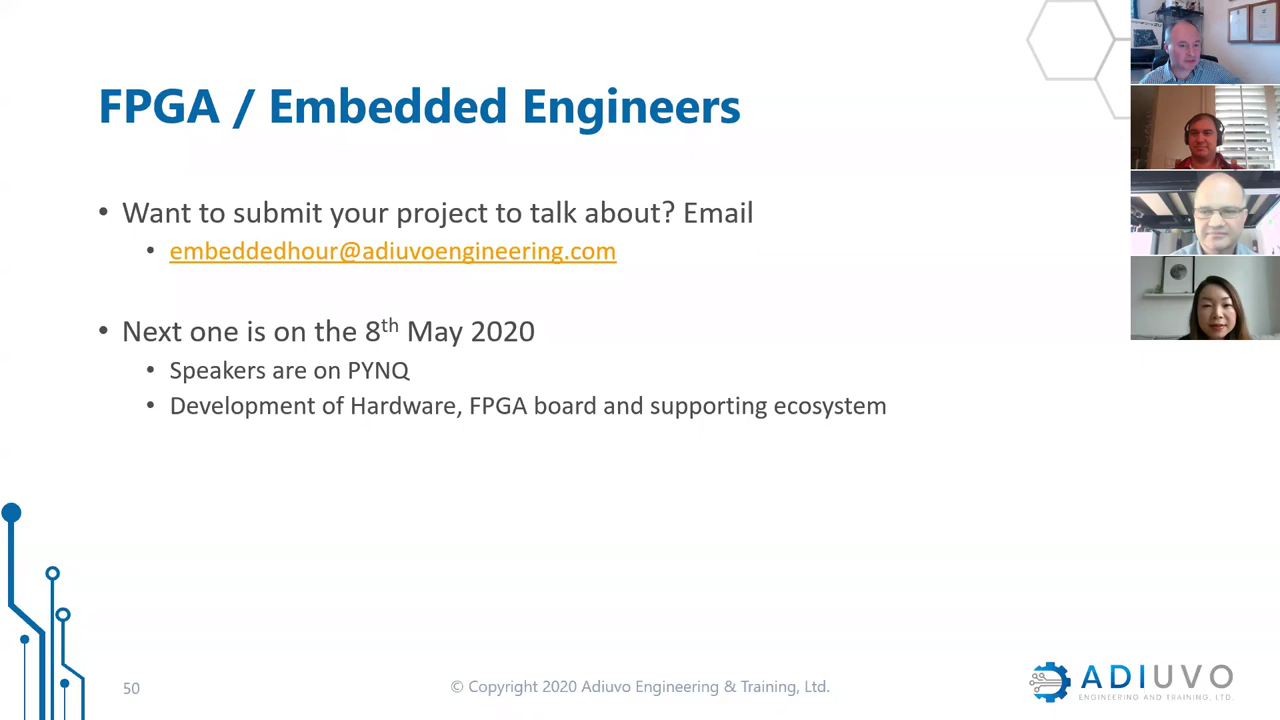 FPGA / Embedded Engineers
• Want to submit your project to talk about? Email
• embeddedhour@adiuvoengineering.com
• Next one is on the 8th May 2020
• Speakers are on PYNQ
• Development of Hardware, FPGA board and supporting ecosystem
50
© Copyright 2020 Adiuvo Engineering & Training, Ltd.
ADIUVO
ENGINEERING AND TRAINING, LTD.